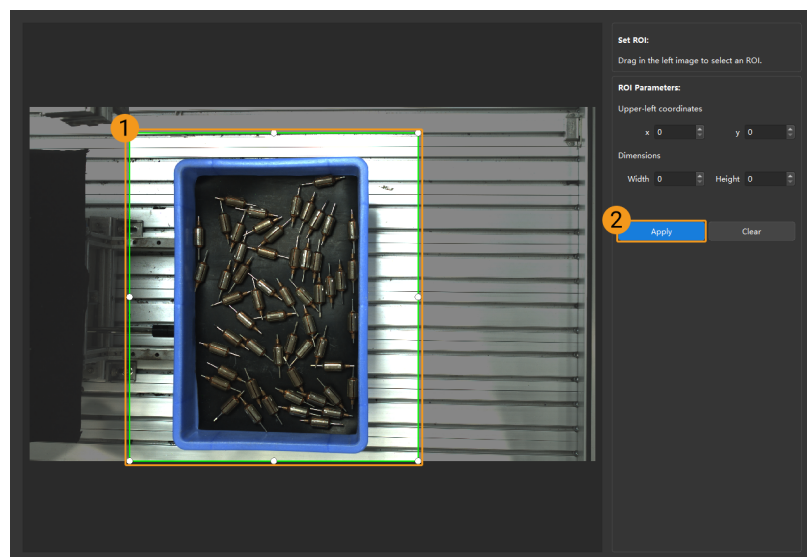 Set ROI:
Drag in the left image to select an ROI.
ROI Parameters:
Upper-left coordinates
x 0 y 0
Dimensions
Width 0 Height 0
1
2
Apply Clear